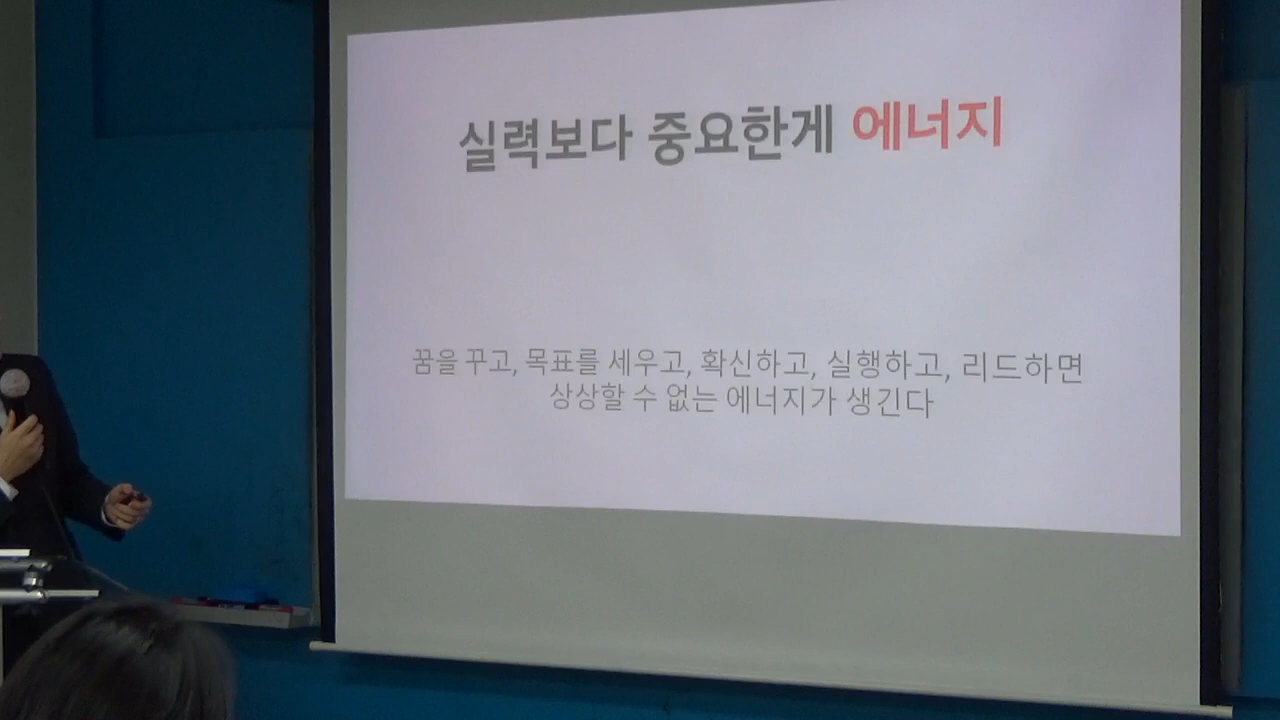 실력보다 중요한게 에너지
꿈을 꾸고, 목표를 세우고, 확신하고, 실행하고, 리드하면
상상할 수 없는 에너지가 생긴다